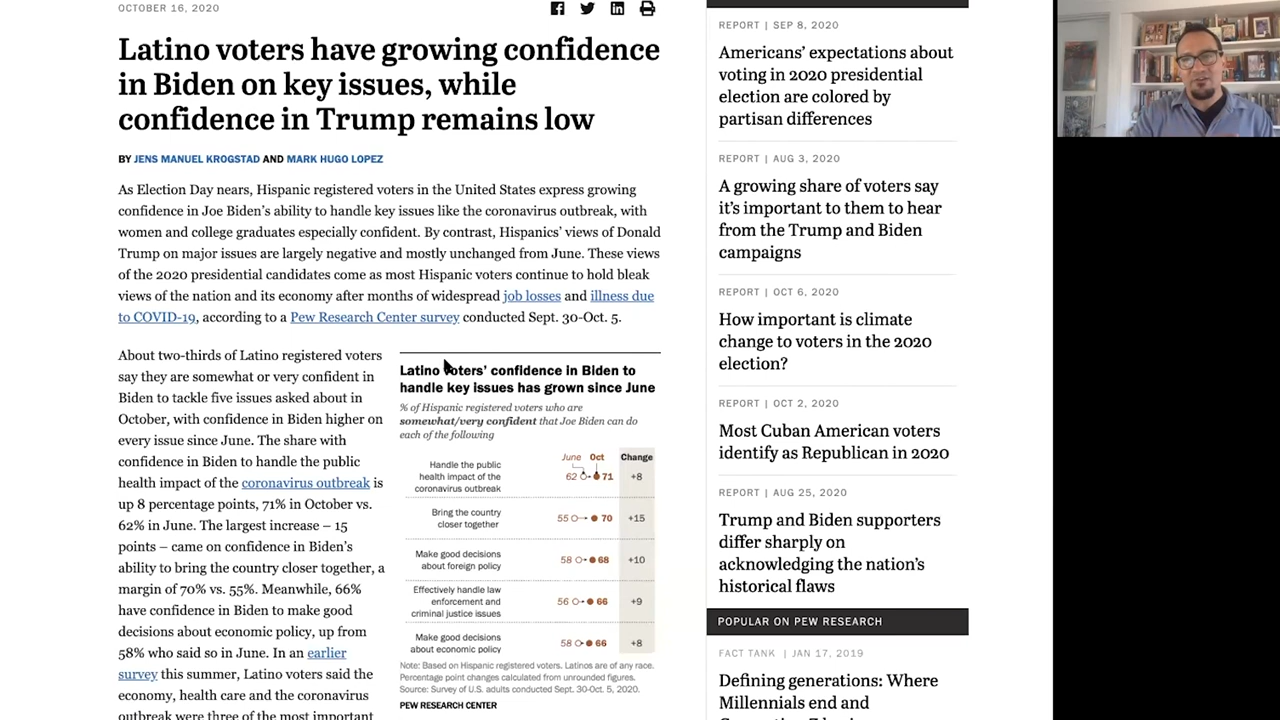 OCTOBER 16, 2020
Latino voters have growing confidence
in Biden on key issues, while
confidence in Trump remains low
BY JENS MANUEL KROGSTAD AND MARK HUGO LOPEZ
As Election Day nears, Hispanic registered voters in the United States express growing
confidence in Joe Biden's ability to handle key issues like the coronavirus outbreak, with
women and college graduates especially confident. By contrast, Hispanics' views of Donald
Trump on major issues are largely negative and mostly unchanged from June. These views
of the 2020 presidential candidates come as most Hispanic voters continue to hold bleak
views of the nation and its economy after months of widespread job losses and illness due
to COVID-19, according to a Pew Research Center survey conducted Sept. 30-Oct. 5.
About two-thirds of Latino registered voters
say they are somewhat or very confident in
Biden to tackle five issues asked about in
October, with confidence in Biden higher on
every issue since June. The share with
confidence in Biden to handle the public
health impact of the coronavirus outbreak is
up 8 percentage points, 71% in October vs.
62% in June. The largest increase – 15
points – came on confidence in Biden's
ability to bring the country closer together, a
margin of 70% vs. 55%. Meanwhile, 66%
have confidence in Biden to make good
decisions about economic policy, up from
58% who said so in June. In an earlier
survey this summer, Latino voters said the
economy, health care and the coronavirus
outbreak were three of the most important
Latino voters' confidence in Biden to
handle key issues has grown since June
% of Hispanic registered voters who are
somewhat/very confident that Joe Biden can do
each of the following
June Oct Change
Handle the public
health impact of the
coronavirus outbreak
62 71 +8
Bring the country
closer together
55 70 +15
Make good decisions
about foreign policy
58 68 +10
Effectively handle law
enforcement and
criminal justice issues
56 66 +9
Make good decisions
about economic policy
58 66 +8
Note: Based on Hispanic registered voters. Latinos are of any race.
Percentage point changes calculated from unrounded figures.
Source: Survey of U.S. adults conducted Sept. 30-Oct. 5, 2020.
PEW RESEARCH CENTER
REPORT | SEP 8, 2020
Americans' expectations about
voting in 2020 presidential
election are colored by
partisan differences
REPORT | AUG 3, 2020
A growing share of voters say
it's important to them to hear
from the Trump and Biden
campaigns
REPORT | OCT 6, 2020
How important is climate
change to voters in the 2020
election?
REPORT | OCT 2, 2020
Most Cuban American voters
identify as Republican in 2020
REPORT | AUG 25, 2020
Trump and Biden supporters
differ sharply on
acknowledging the nation's
historical flaws
POPULAR ON PEW RESEARCH
FACT TANK | JAN 17, 2019
Defining generations: Where
Millennials end and